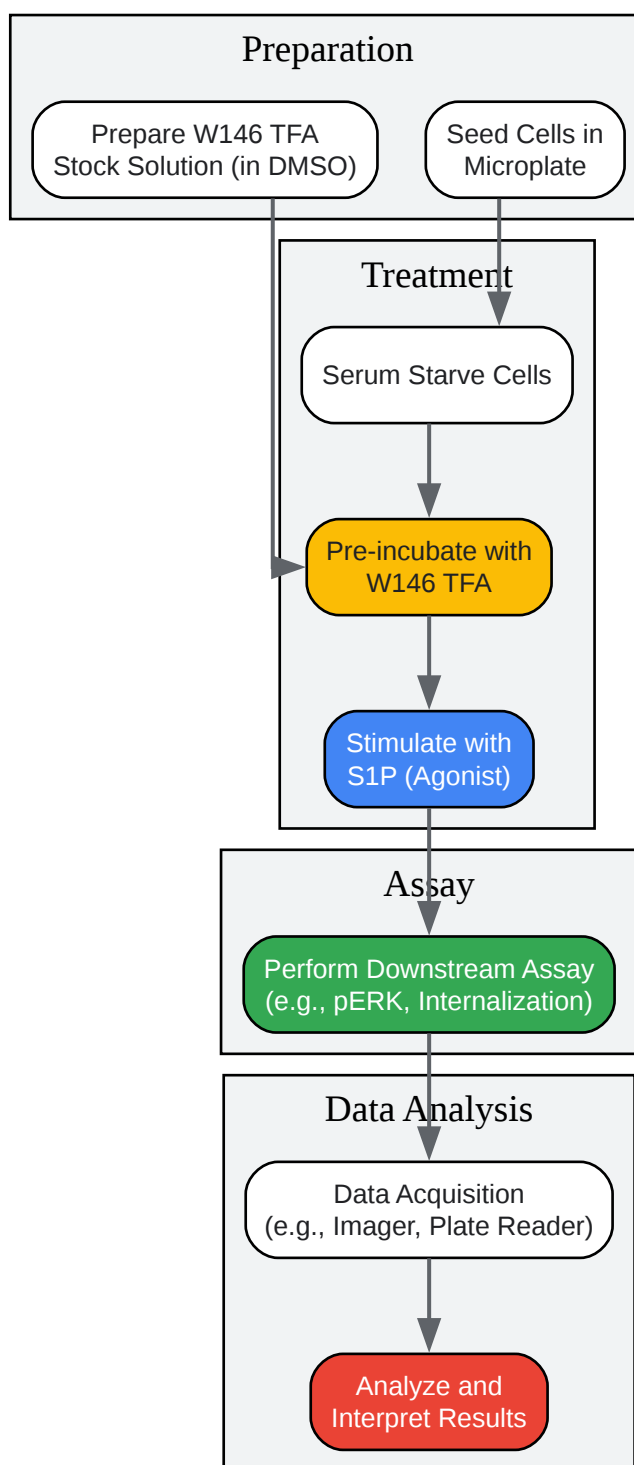 Preparation
Prepare W146 TFA
Stock Solution (in DMSO)
Seed Cells in
Microplate
Treatment
Serum Starve Cells
Pre-incubate with
W146 TFA
Stimulate with
S1P (Agonist)
Assay
Perform Downstream Assay
(e.g., pERK, Internalization)
Data Analysis
Data Acquisition
(e.g., Imager, Plate Reader)
Analyze and
Interpret Results